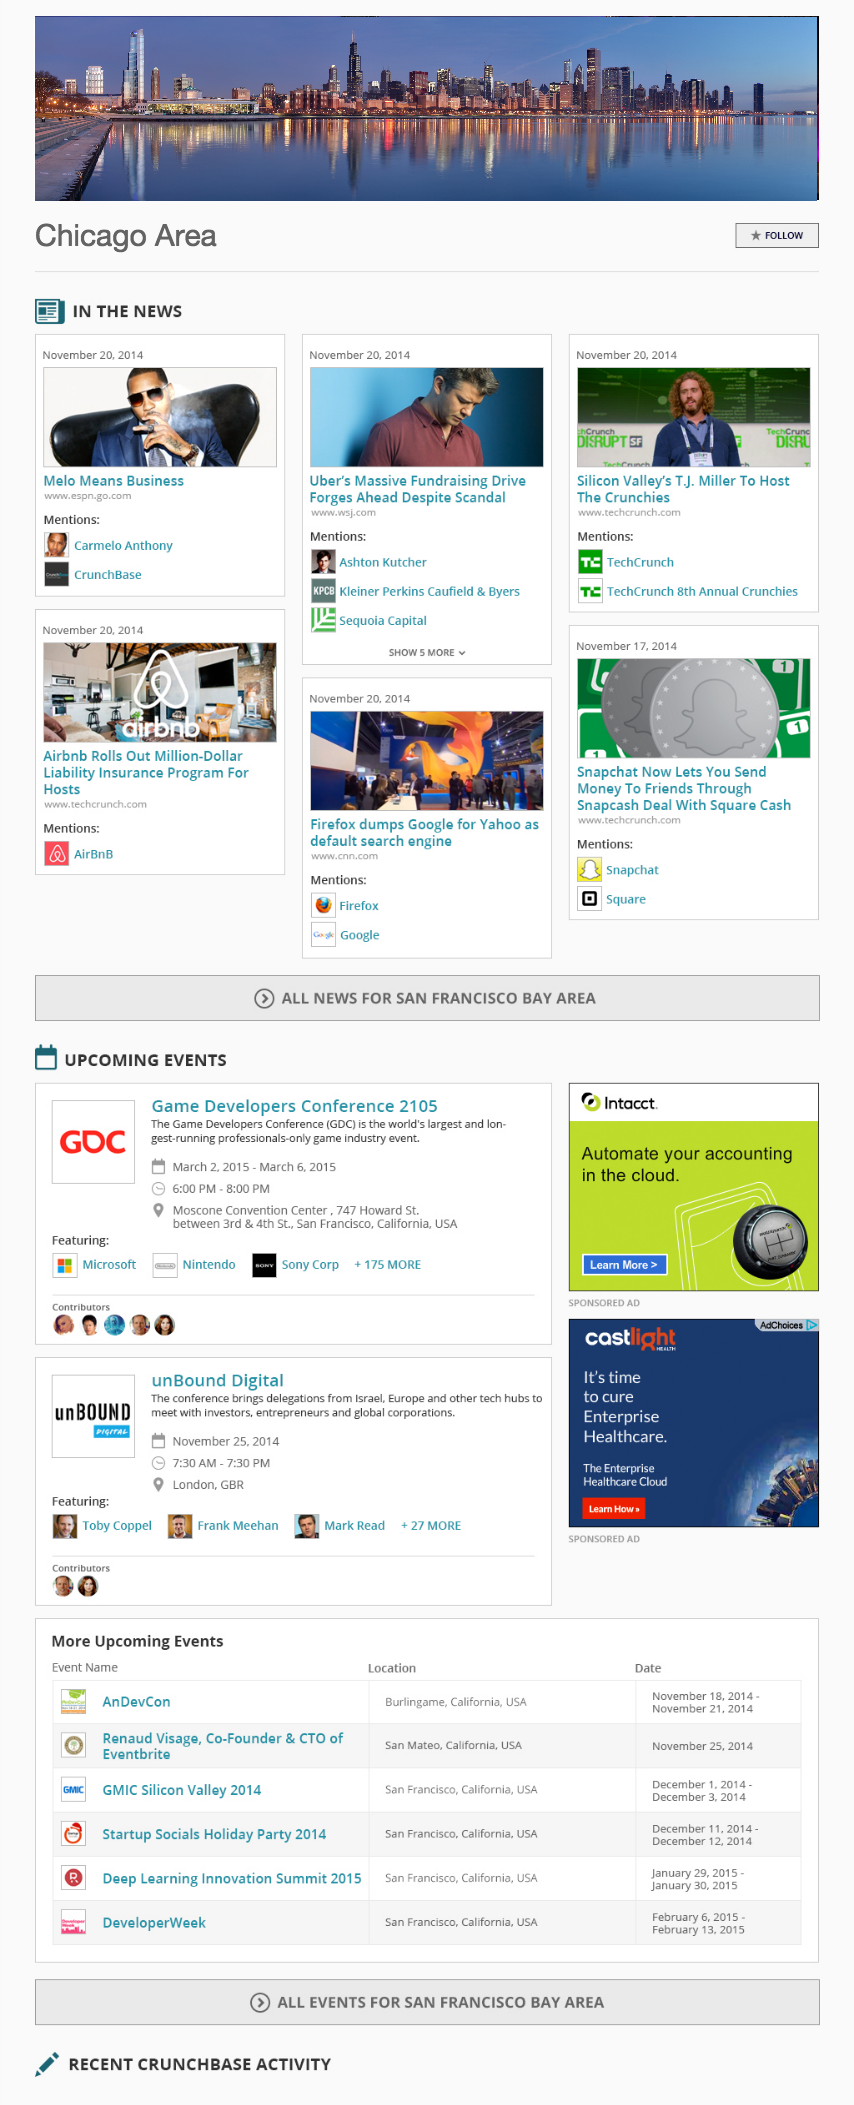 Chicago Area
FOLLOW
IN THE NEWS
November 20, 2014
Melo Means Business
www.espn.go.com
Mentions:
Carmelo Anthony
CrunchBase
November 20, 2014
airbnb
Airbnb Rolls Out Million-Dollar
Liability Insurance Program For
Hosts
www.techcrunch.com
Mentions:
AirBnB
November 20, 2014
Uber's Massive Fundraising Drive
Forges Ahead Despite Scandal
www.wsj.com
Mentions:
Ashton Kutcher
KPCB Kleiner Perkins Caufield & Byers
Sequoia Capital
SHOW 5 MORE
November 20, 2014
Firefox dumps Google for Yahoo as
default search engine
www.cnn.com
Mentions:
Firefox
Google Google
November 20, 2014
TechCrunch
DISRUPT SF
TechCrunch
Silicon Valley's T.J. Miller To Host
The Crunchies
www.techcrunch.com
Mentions:
TechCrunch
TechCrunch 8th Annual Crunchies
November 17, 2014
1
1
1
Snapchat Now Lets You Send
Money To Friends Through
Snapcash Deal With Square Cash
www.techcrunch.com
Mentions:
Snapchat
Square
ALL NEWS FOR SAN FRANCISCO BAY AREA
UPCOMING EVENTS
GDC
Game Developers Conference 2105
The Game Developers Conference (GDC) is the world's largest and lon-
gest-running professionals-only game industry event.
March 2, 2015 - March 6, 2015
6:00 PM - 8:00 PM
Moscone Convention Center , 747 Howard St.
between 3rd & 4th St., San Francisco, California, USA
Featuring:
Microsoft Nintendo SONY Sony Corp + 175 MORE
Contributors
unBOUND
DIGITAL
unBound Digital
The conference brings delegations from Israel, Europe and other tech hubs to
meet with investors, entrepreneurs and global corporations.
November 25, 2014
7:30 AM - 7:30 PM
London, GBR
Featuring:
Toby Coppel Frank Meehan Mark Read + 27 MORE
Contributors
Intacct.
Automate your accounting
in the cloud.
Learn More >
SPONSORED AD
AdChoices
castlight
HEALTH
It's time
to cure
Enterprise
Healthcare.
The Enterprise
Healthcare Cloud
Learn How »
SPONSORED AD
More Upcoming Events
Event Name Location Date
AnDevCon Burlingame, California, USA November 18, 2014 -
November 21, 2014
Renaud Visage, Co-Founder & CTO of
Eventbrite San Mateo, California, USA November 25, 2014
GMIC GMIC Silicon Valley 2014 San Francisco, California, USA December 1, 2014 -
December 3, 2014
Startup Socials Holiday Party 2014 San Francisco, California, USA December 11, 2014 -
December 12, 2014
Deep Learning Innovation Summit 2015 San Francisco, California, USA January 29, 2015 -
January 30, 2015
DeveloperWeek San Francisco, California, USA February 6, 2015 -
February 13, 2015
ALL EVENTS FOR SAN FRANCISCO BAY AREA
RECENT CRUNCHBASE ACTIVITY